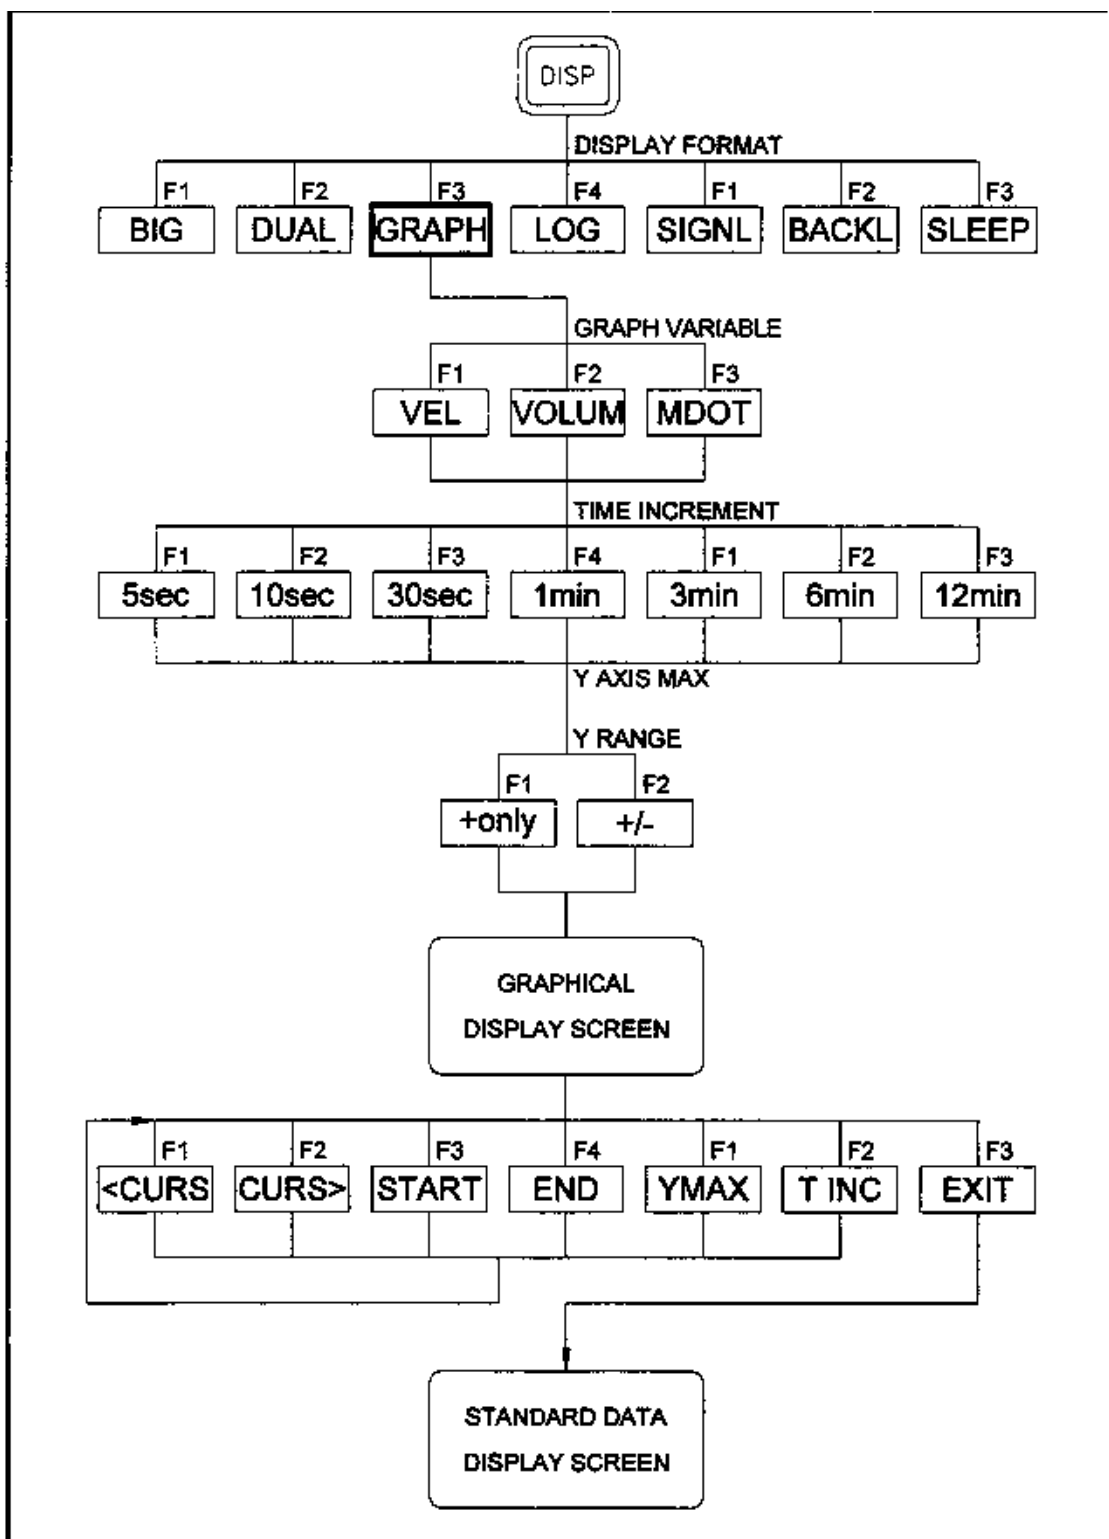 DISP
DISPLAY FORMAT
F1 F2 F3 F4 F1 F2 F3
BIG DUAL GRAPH LOG SIGNL BACKL SLEEP
GRAPH VARIABLE
F1 F2 F3
VEL VOLUM MDOT
TIME INCREMENT
F1 F2 F3 F4 F1 F2 F3
5sec 10sec 30sec 1min 3min 6min 12min
Y AXIS MAX
Y RANGE
F1 F2
+only +/-
GRAPHICAL
DISPLAY SCREEN
F1 F2 F3 F4 F1 F2 F3
<CURS CURS> START END YMAX T INC EXIT
STANDARD DATA
DISPLAY SCREEN